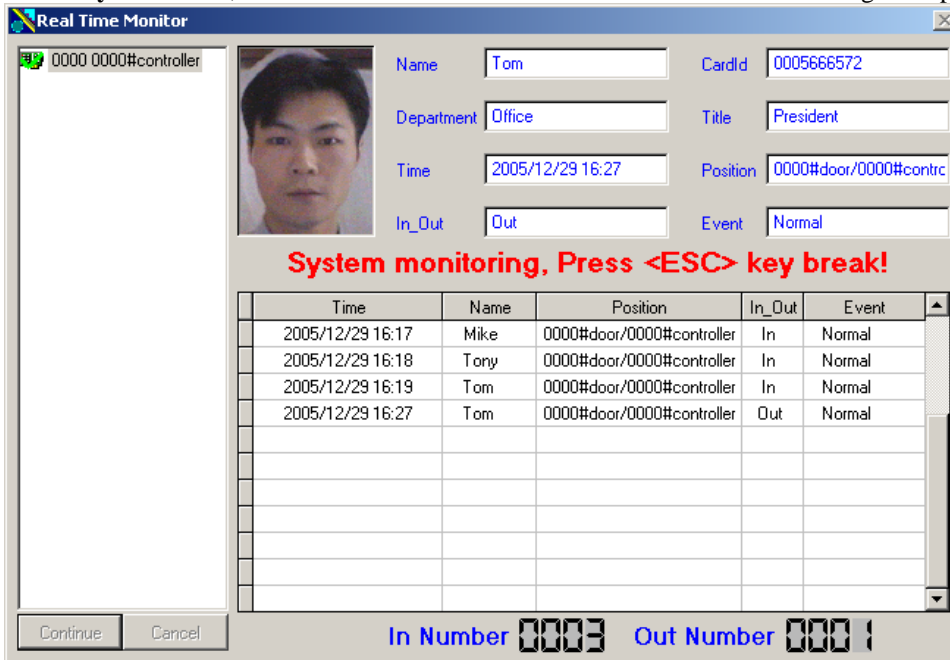 Real Time Monitor
0000 0000#controller
Name Tom CardId 0005666572
Department Office Title President
Time 2005/12/29 16:27 Position 0000#door/0000#contrc
In_Out Out Event Normal
System monitoring, Press <ESC> key break!
Time Name Position In_Out Event
2005/12/29 16:17 Mike 0000#door/0000#controller In Normal
2005/12/29 16:18 Tony 0000#door/0000#controller In Normal
2005/12/29 16:19 Tom 0000#door/0000#controller In Normal
2005/12/29 16:27 Tom 0000#door/0000#controller Out Normal
Continue Cancel In Number 0003 Out Number 0001